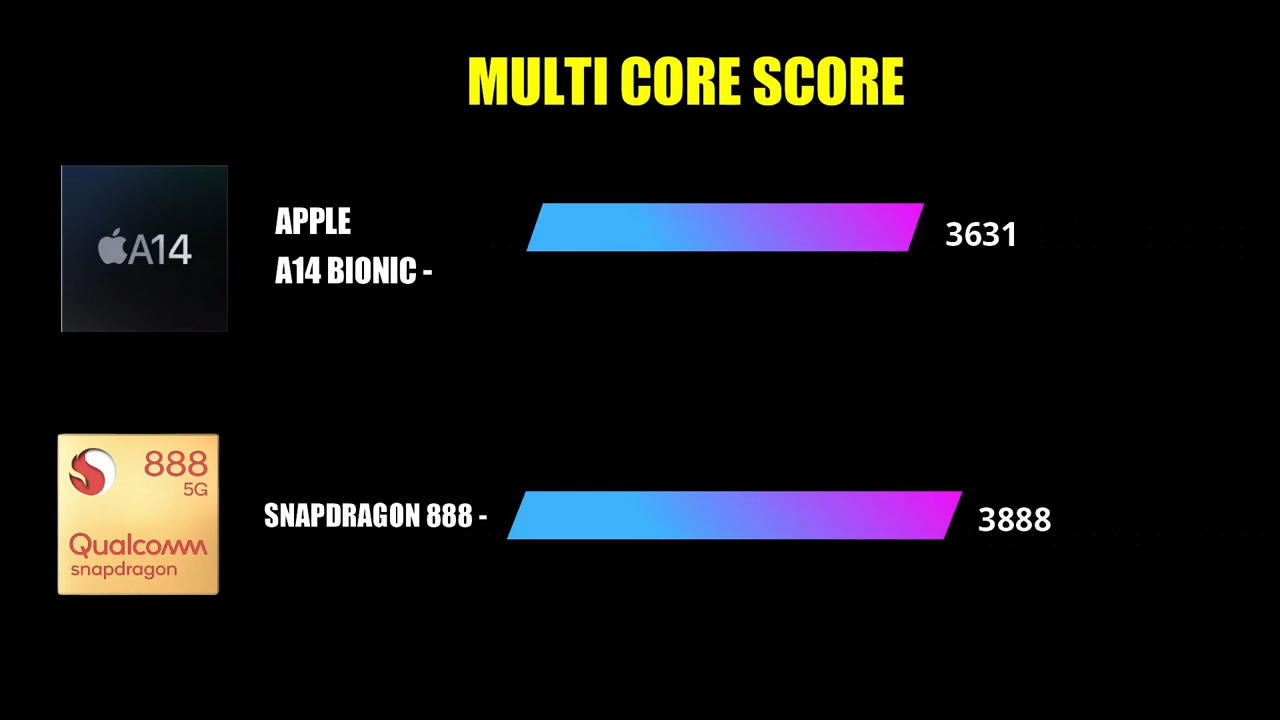 MULTI CORE SCORE
A14
APPLE
A14 BIONIC -
3631
888
5G
Qualcomm
snapdragon
SNAPDRAGON 888 -
3888